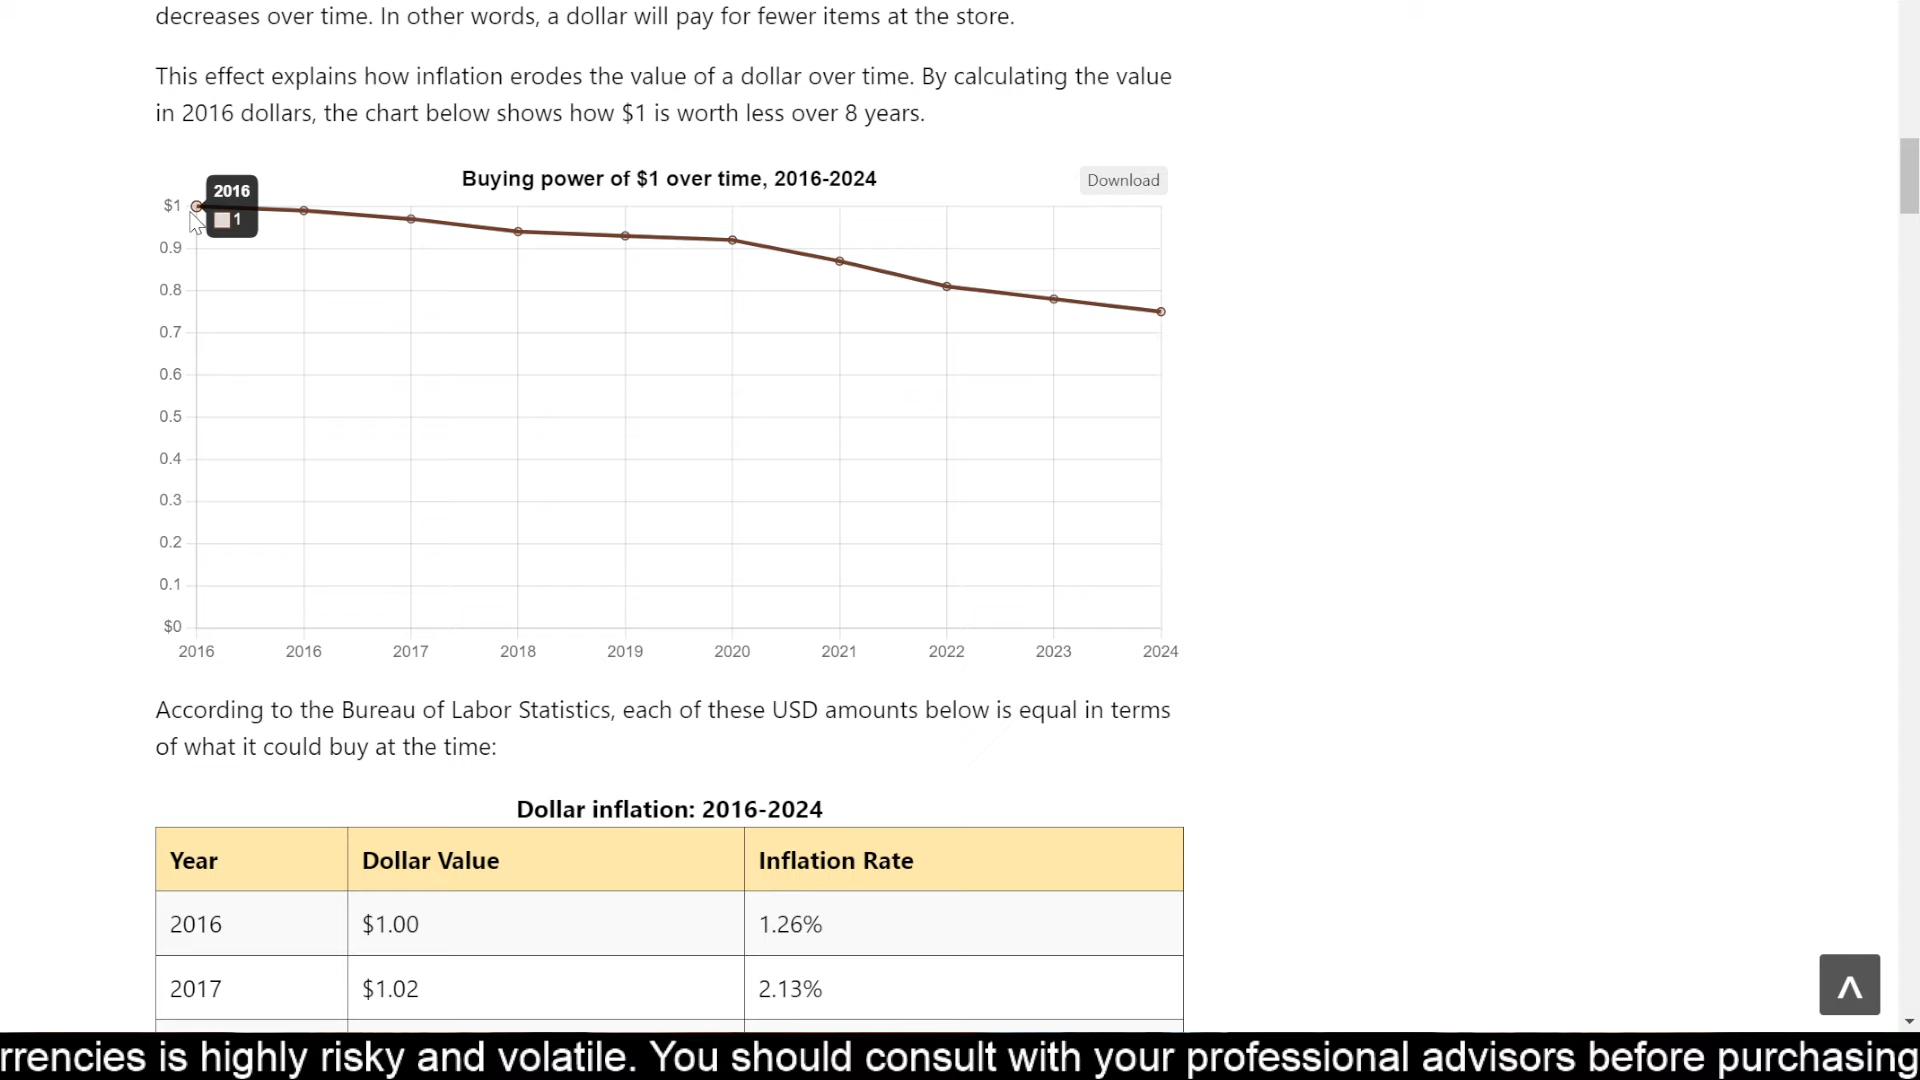 decreases over time. In other words, a dollar will pay for fewer items at the store.
This effect explains how inflation erodes the value of a dollar over time. By calculating the value
in 2016 dollars, the chart below shows how $1 is worth less over 8 years.
Buying power of $1 over time, 2016-2024
Download
2016
1
$1
0.9
0.8
0.7
0.6
0.5
0.4
0.3
0.2
0.1
$0
2016 2016 2017 2018 2019 2020 2021 2022 2023 2024
According to the Bureau of Labor Statistics, each of these USD amounts below is equal in terms
of what it could buy at the time:
Dollar inflation: 2016-2024
Year Dollar Value Inflation Rate
2016 $1.00 1.26%
2017 $1.02 2.13%
rrencies is highly risky and volatile. You should consult with your professional advisors before purchasing